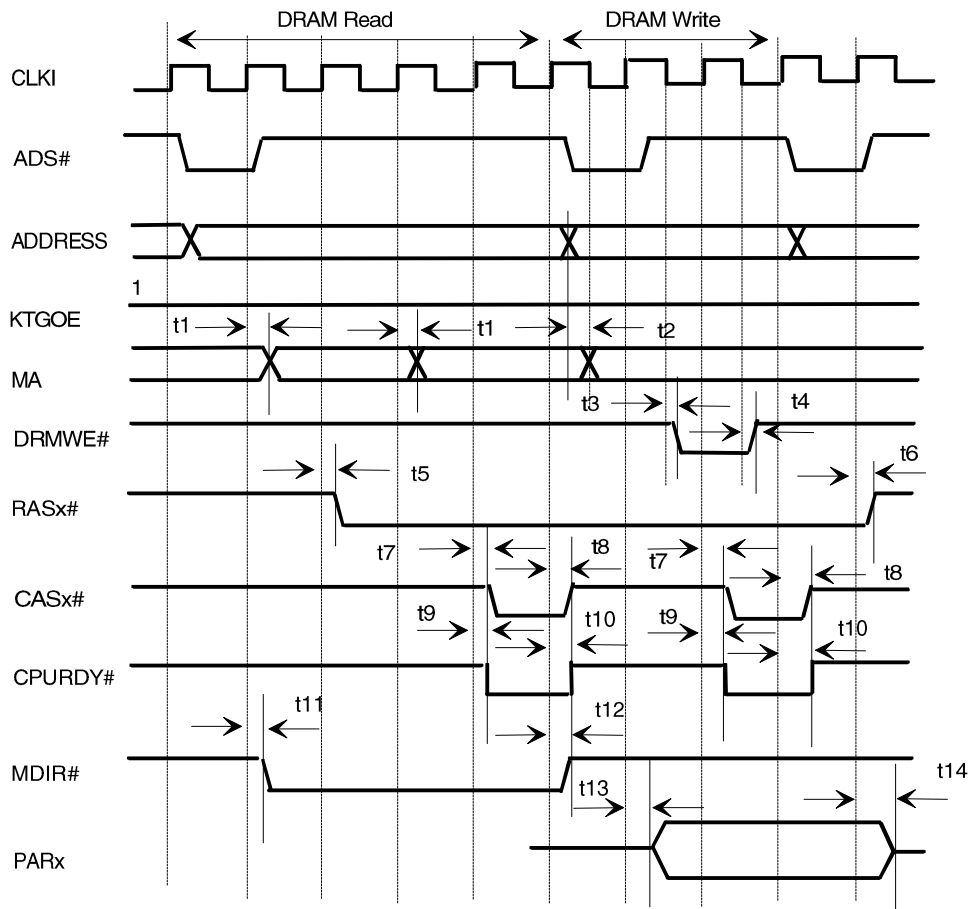 DRAM Read DRAM Write
CLKI
ADS#
ADDRESS
1
KTGOE
t1 t1 t2
MA
t3 t4
DRMWE#
t5 t6
RASx#
t7 t8 t7 t8
CASx#
t9 t10 t9 t10
CPURDY#
t11 t12
MDIR#
t13 t14
PARx